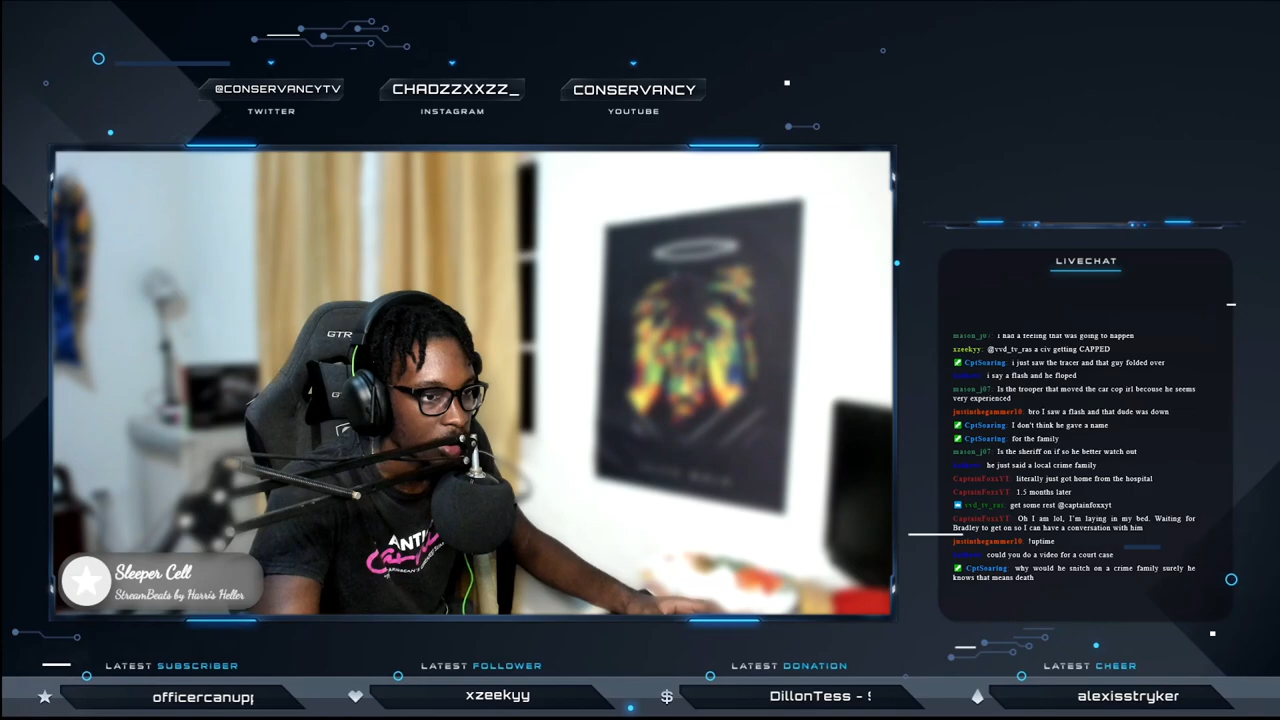 @CONSERVANCYTV
CHADZZXXZZ_
CONSERVANCY
TWITTER
INSTAGRAM
YOUTUBE
LIVECHAT
mason_j07: i had a feeling that was going to happen
xzeekyy: @vvd_tv_ras a civ getting CAPPED
CptSoaring: i just saw the tracer and that guy folded over
i say a flash and he floped
mason_j07: Is the trooper that moved the car cop irl becouse he seems
very experienced
justinthegammer10: bro I saw a flash and that dude was down
CptSoaring: I don't think he gave a name
CptSoaring: for the family
mason_j07: Is the sheriff on if so he better watch out
he just said a local crime family
CaptainFoxxYT: literally just got home from the hospital
CaptainFoxxYT: 1.5 months later
vvd_tv_ras: get some rest @captainfoxxyt
CaptainFoxxYT: Oh I am lol, I'm laying in my bed. Waiting for
Bradley to get on so I can have a conversation with him
justinthegammer10: !uptime
could you do a video for a court case
CptSoaring: why would he snitch on a crime family surely he
knows that means death
GTR
ANTI
Sleeper Cell
StreamBeats by Harris Heller
LATEST SUBSCRIBER
LATEST FOLLOWER
LATEST DONATION
LATEST CHEER
officercanupp
xzeekyy
$
DillonTess -
alexisstryker